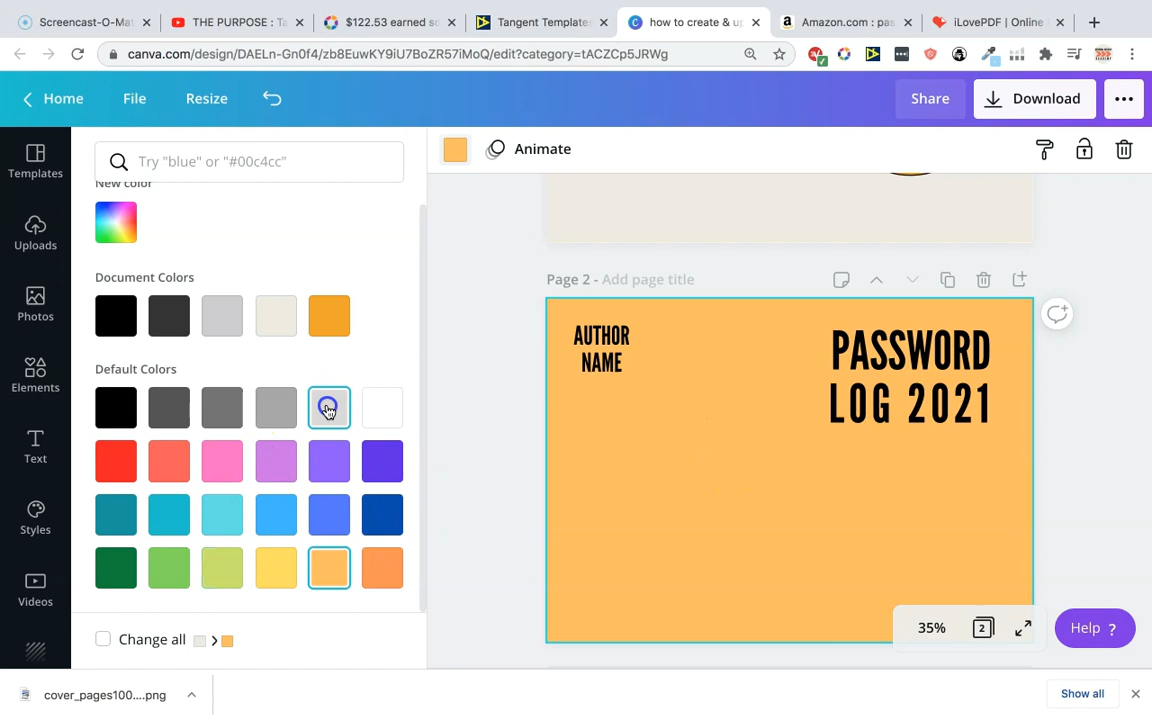 Screencast-O-Ma
THE PURPOSE : Ta
$122.53 earned so
Tangent Template
how to create & u
Amazon.com : pas
iLovePDF | Online
canva.com/design/DAELn-Gn0f4/zb8EuwKY9iU7BoZR57iMoQ/edit?category=tACZCp5JRWg
Home
File
Resize
Share
Download
Templates
Uploads
Photos
Elements
Text
Styles
Videos
Try "blue" or "#00c4cc"
New color
Document Colors
Default Colors
Change all
Animate
Page 2 - Add page title
AUTHOR
NAME
PASSWORD
LOG 2021
35%
2
Help ?
cover_pages100....png
Show all